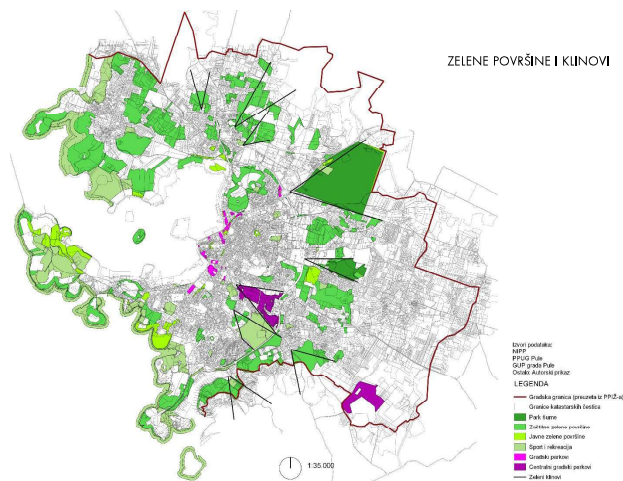 ZELENE POVRŠINE I KLINOVI
Izvori podataka:
NIPP
PPUG Pule
GUP grada Pule
Ostalo: Autorski prikaz
LEGENDA
Gradska granica (preuzeta iz PPIŽ-a)
Granice katastarskih čestica
Park šume
Zaštitne zelene površine
Javne zelene površine
Sport i rekreacija
Gradski parkovi
Centralni gradski parkovi
Zeleni klinovi
1:35.000